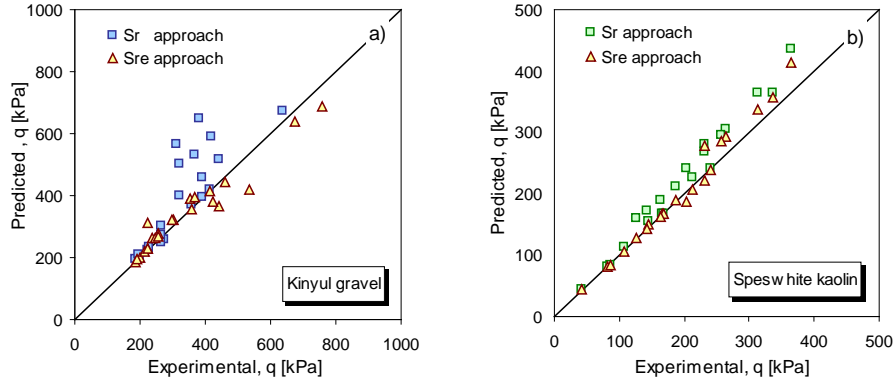 1000
800
600
400
200
0
0 200 400 600 800 1000
Predicted , q [kPa]
Experimental, q [kPa]
Sr approach
Sre approach
a)
Kinyul gravel
500
400
300
200
100
0
0 100 200 300 400 500
Predicted, q [kPa]
Experimental, q [kPa]
Sr approach
Sre approach
b)
Speswhite kaolin